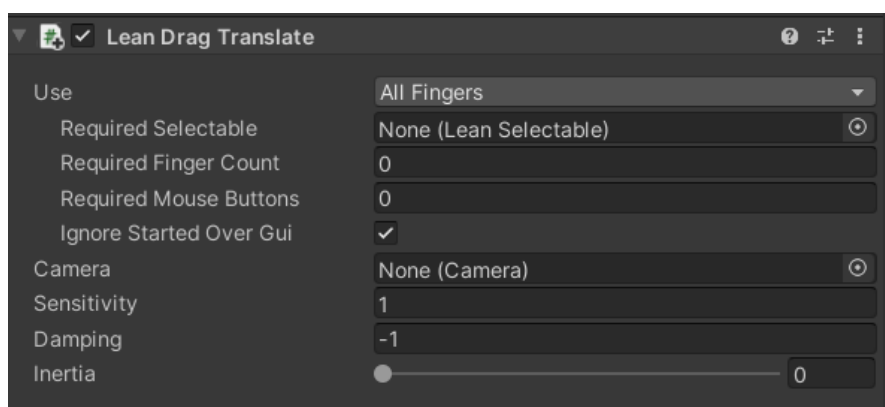 Lean Drag Translate
Use All Fingers
Required Selectable None (Lean Selectable)
Required Finger Count 0
Required Mouse Buttons 0
Ignore Started Over Gui
Camera None (Camera)
Sensitivity 1
Damping -1
Inertia 0